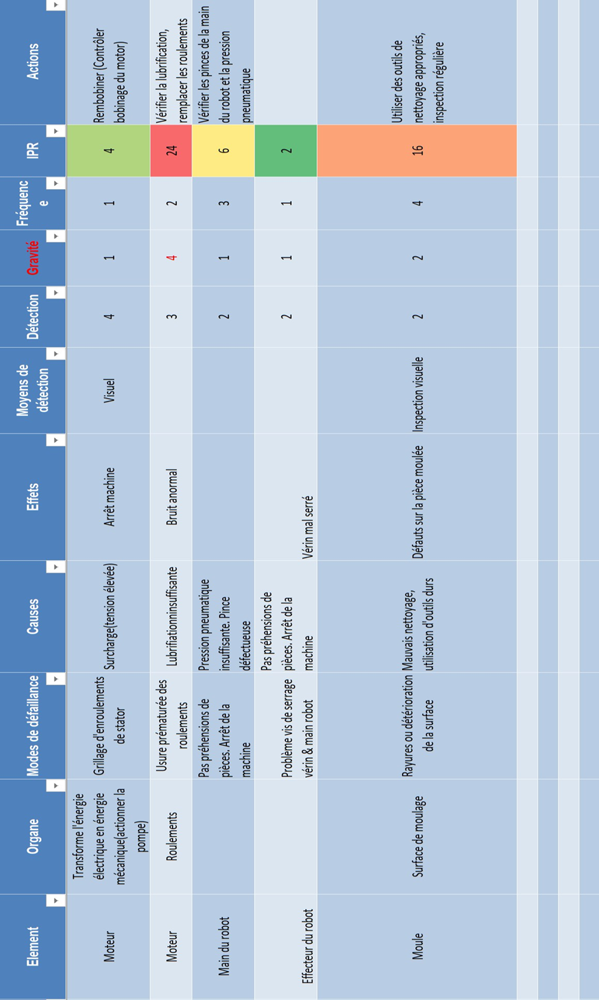 Element
Organe
Modes de défaillance
Causes
Effets
Moyens de
détection
Détection
Gravité
Fréquenc
e
IPR
Actions
Moteur
Transforme l'énergie
électrique en énergie
mécanique(actionner la
pompe)
Grillage d'enroulements
de stator
Surcharge(tension élevée)
Arrêt machine
Visuel
4
1
1
4
Rembobiner (Contrôler
bobinage du motor)
Moteur
Roulements
Usure prématurée des
roulements
Lubrifiationninsuffisante
Bruit anormal
3
4
2
24
Vérifier la lubrification,
remplacer les roulements
Main du robot
Pas préhensions de
pièces. Arrêt de la
machine
Pression pneumatique
insuffisante. Pince
défectueuse
2
1
3
6
Vérifier les pinces de la main
du robot et la pression
pneumatique
Effecteur du robot
Problème vis de serrage
vérin & main robot
Pas préhensions de
pièces. Arrêt de la
machine
Vérin mal serré
2
1
1
2
Moule
Surface de moulage
Rayures ou détérioration
de la surface
Mauvais nettoyage,
utilisation d'outils durs
Défauts sur la pièce moulée
Inspection visuelle
2
2
4
16
Utiliser des outils de
nettoyage appropriés,
inspection régulière